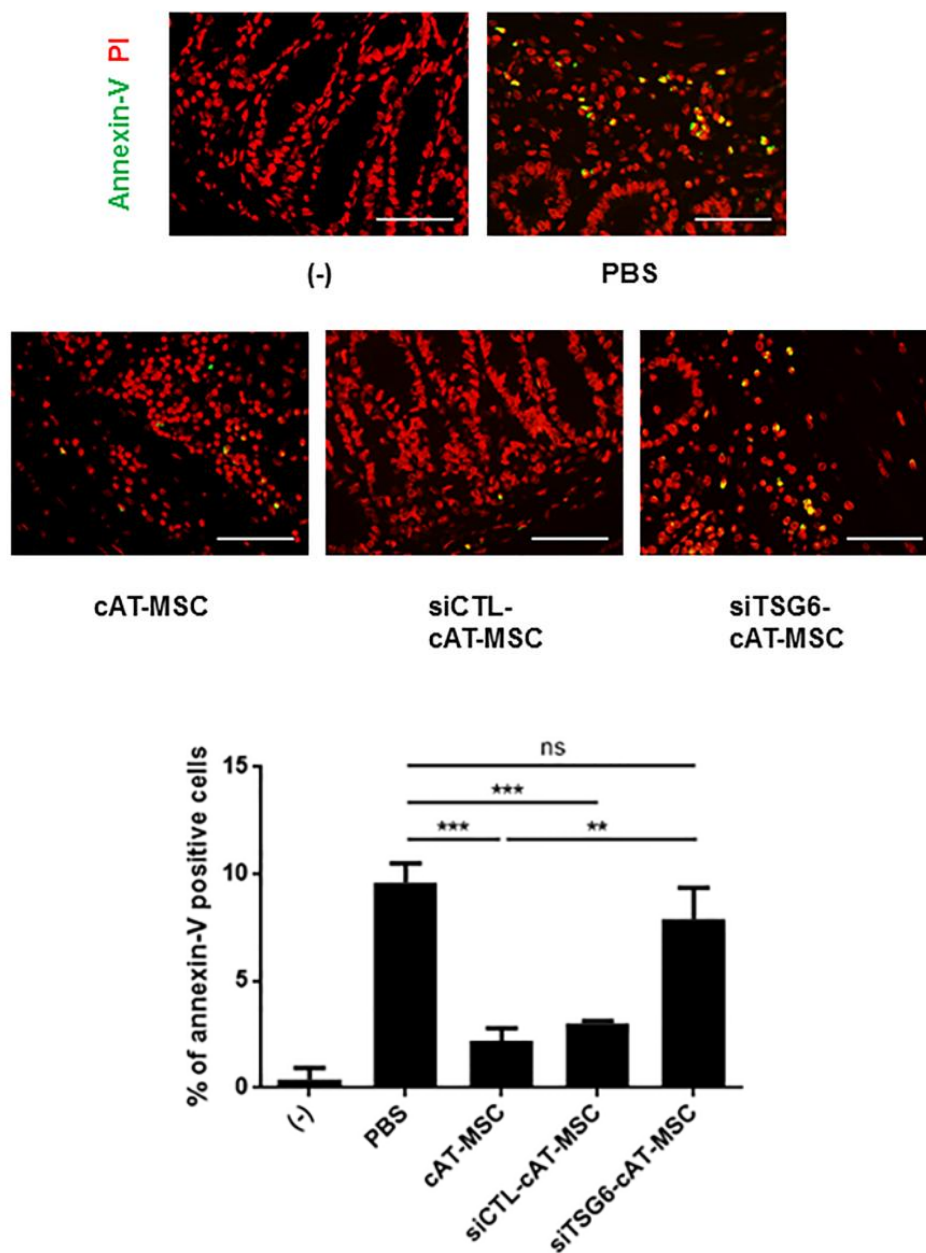 Annexin-V PI
(-)
PBS
cAT-MSC
siCTL-
cAT-MSC
siTSG6-
cAT-MSC
% of annexin-V positive cells
15
10
5
0
ns
***
***
**
(-)
PBS
cAT-MSC
siCTL-cAT-MSC
siTSG6-cAT-MSC